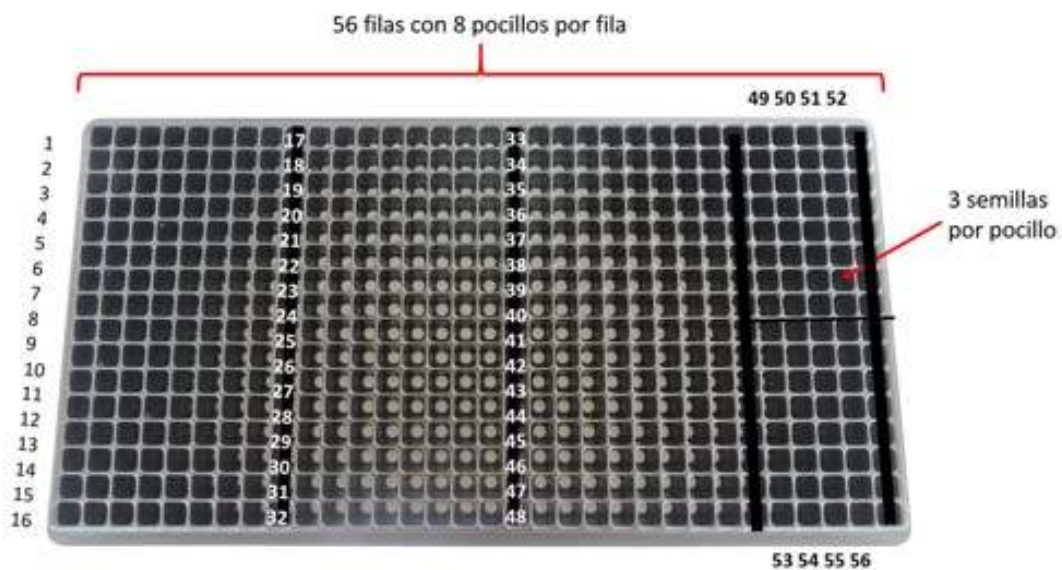 56 filas con 8 pocillos por fila
49 50 51 52
1 17 33
2 18 34
3 19 35
3 semillas
4 20 36
por pocillo
5 21 37
6 22 38
7 23 39
8 24 40
9 25 41
10 26 42
11 27 43
12 28 44
13 29 45
14 30 46
15 31 47
16 32 48
53 54 55 56